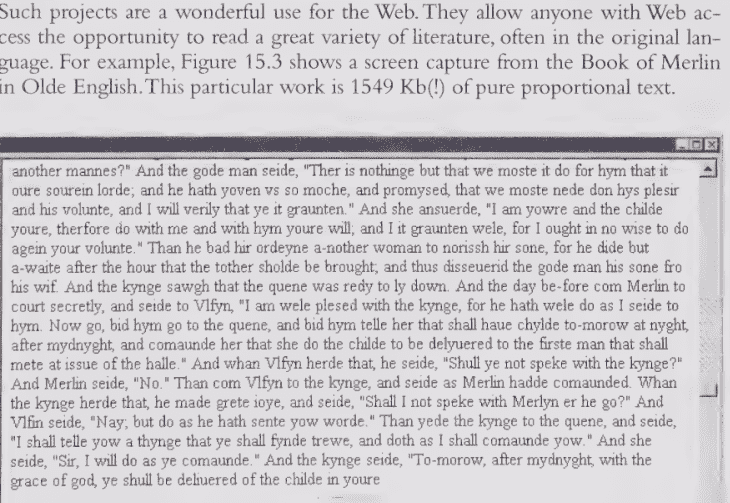 Such projects are a wonderful use for the Web. They allow anyone with Web ac-
cess the opportunity to read a great variety of literature, often in the original lan-
guage. For example, Figure 15.3 shows a screen capture from the Book of Merlin
in Olde English. This particular work is 1549 Kb(!) of pure proportional text.
another mannes?" And the gode man seide, "Ther is nothinge but that we moste it do for hym that it
oure sourein lorde; and he hath yoven vs so moche, and promysed, that we moste nede don hys plesir
and his volunte, and I will verily that ye it graunten." And she ansuerde, "I am yowre and the childe
youre, therfore do with me and with hym youre will; and I it graunten wele, for I ought in no wise to do
agein your volunte." Than he bad hir ordeyne a-nother woman to norissh hir sone, for he dide but
a-waite after the hour that the tother sholde be brought; and thus disseuerid the gode man his sone fro
his wif. And the kynge sawgh that the quene was redy to ly down. And the day be-fore com Merlin to
court secretly, and seide to Vlfyn, "I am wele plesed with the kynge, for he hath wele do as I seide to
hym. Now go, bid hym go to the quene, and bid hym telle her that shall haue chylde to-morow at nyght,
after mydnyght, and comaunde her that she do the childe to be delyuered to the firste man that shall
mete at issue of the halle." And whan Vlfyn herde that, he seide, "Shull ye not speke with the kynge?"
And Merlin seide, "No." Than com Vlfyn to the kynge, and seide as Merlin hadde comaunded. Whan
the kynge herde that, he made grete ioye, and seide, "Shall I not speke with Merlyn er he go?" And
Vlfin seide, "Nay; but do as he hath sente yow worde." Than yede the kynge to the quene, and seide,
"I shall telle yow a thynge that ye shall fynde trewe, and doth as I shall comaunde yow." And she
seide, "Sir, I will do as ye comaunde." And the kynge seide, "To-morow, after mydnyght, with the
grace of god, ye shull be deliuered of the childe in youre